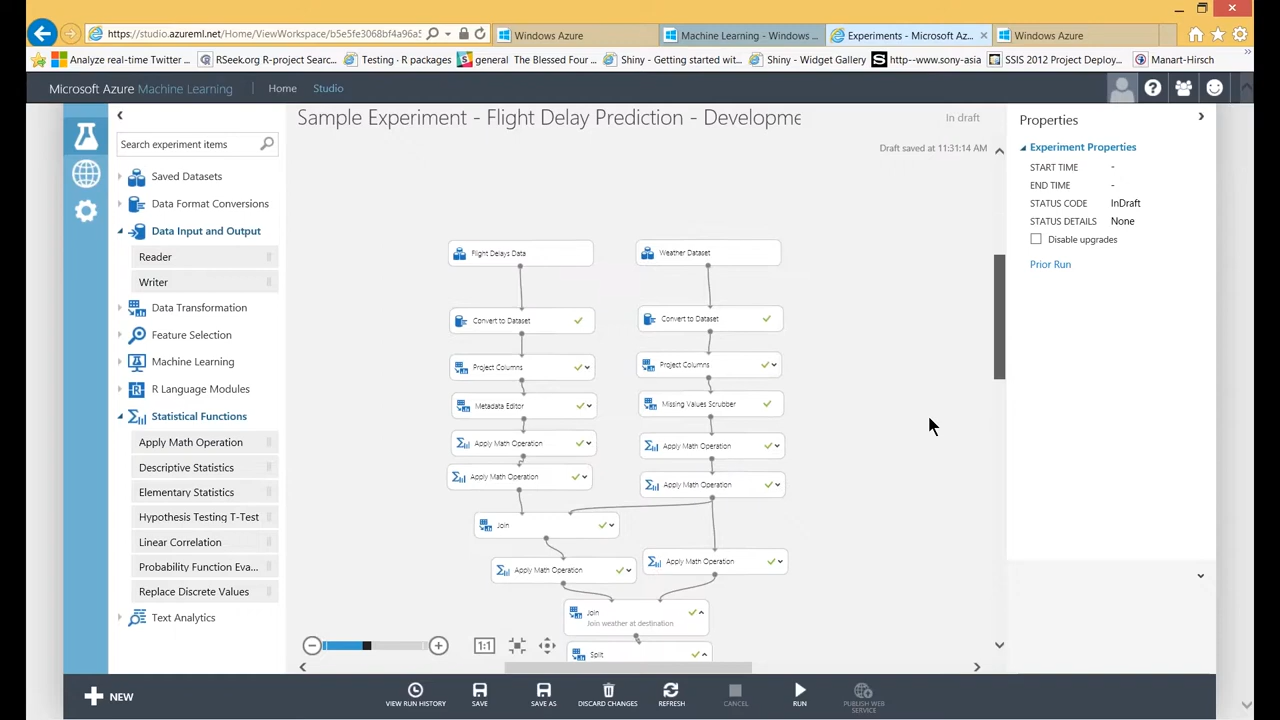 https://studio.azureml.net/Home/ViewWorkspace/b5e5fe3068bf4a96a5
Windows Azure
Machine Learning - Windows ...
Experiments - Microsoft Az...
Windows Azure
Analyze real-time Twitter ...
RSeek.org R-project Searc...
Testing · R packages
general
The Blessed Four ...
Shiny - Getting started wit...
Shiny - Widget Gallery
http--www.sony-asia
SSIS 2012 Project Deploy...
Manart-Hirsch
Microsoft Azure Machine Learning
Home
Studio
Search experiment items
Saved Datasets
Data Format Conversions
Data Input and Output
Reader
Writer
Data Transformation
Feature Selection
Machine Learning
R Language Modules
Statistical Functions
Apply Math Operation
Descriptive Statistics
Elementary Statistics
Hypothesis Testing T-Test
Linear Correlation
Probability Function Eva...
Replace Discrete Values
Text Analytics
Sample Experiment - Flight Delay Prediction - Developme
In draft
Draft saved at 11:31:14 AM
Flight Delays Data
Weather Dataset
Convert to Dataset
Convert to Dataset
Project Columns
Project Columns
Metadata Editor
Missing Values Scrubber
Apply Math Operation
Apply Math Operation
Apply Math Operation
Apply Math Operation
Join
Apply Math Operation
Apply Math Operation
Join
Join weather at destination
Split
1:1
Properties
Experiment Properties
START TIME -
END TIME -
STATUS CODE InDraft
STATUS DETAILS None
Disable upgrades
Prior Run
NEW
VIEW RUN HISTORY
SAVE
SAVE AS
DISCARD CHANGES
REFRESH
CANCEL
RUN
PUBLISH WEB
SERVICE